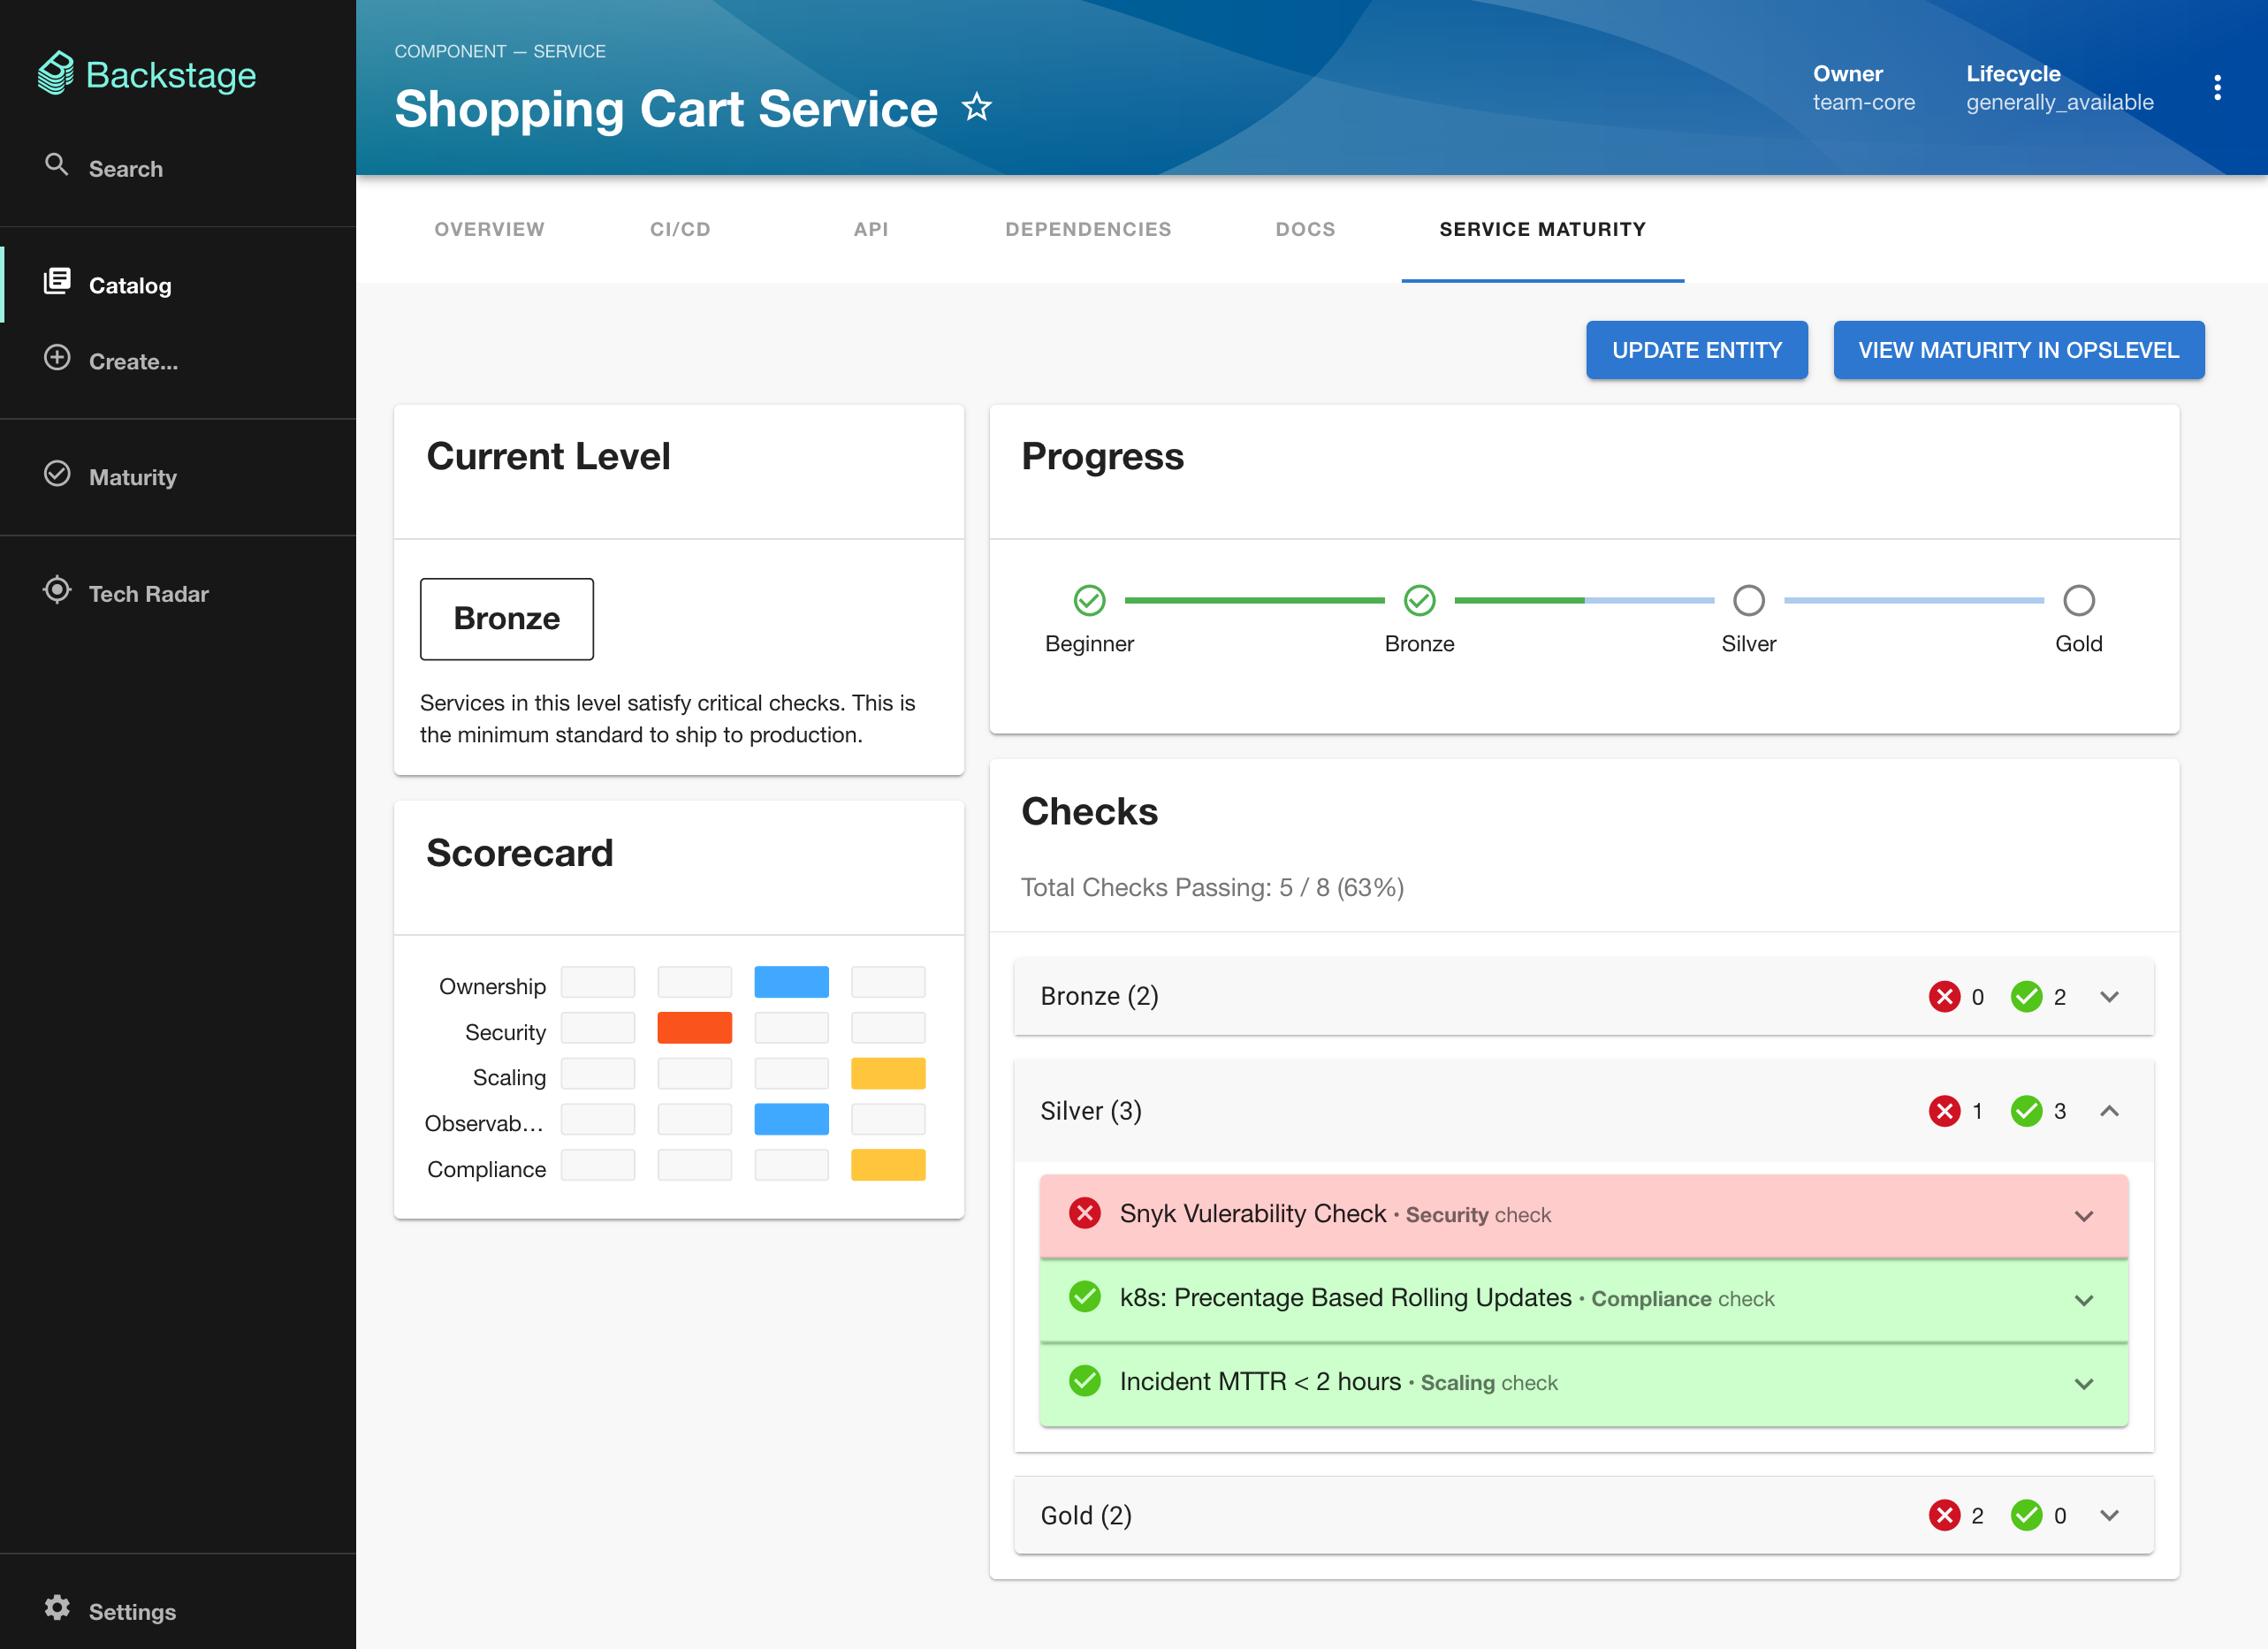 Backstage
Search
Catalog
Create...
Maturity
Tech Radar
Settings
COMPONENT — SERVICE
Shopping Cart Service
Owner
team-core
Lifecycle
generally_available
OVERVIEW
CI/CD
API
DEPENDENCIES
DOCS
SERVICE MATURITY
UPDATE ENTITY
VIEW MATURITY IN OPSLEVEL
Current Level
Bronze
Services in this level satisfy critical checks. This is
the minimum standard to ship to production.
Scorecard
Ownership
Security
Scaling
Observab...
Compliance
Progress
Beginner
Bronze
Silver
Gold
Checks
Total Checks Passing: 5 / 8 (63%)
Bronze (2) 0 2
Silver (3) 1 3
Snyk Vulerability Check • Security check
k8s: Precentage Based Rolling Updates • Compliance check
Incident MTTR < 2 hours • Scaling check
Gold (2) 2 0